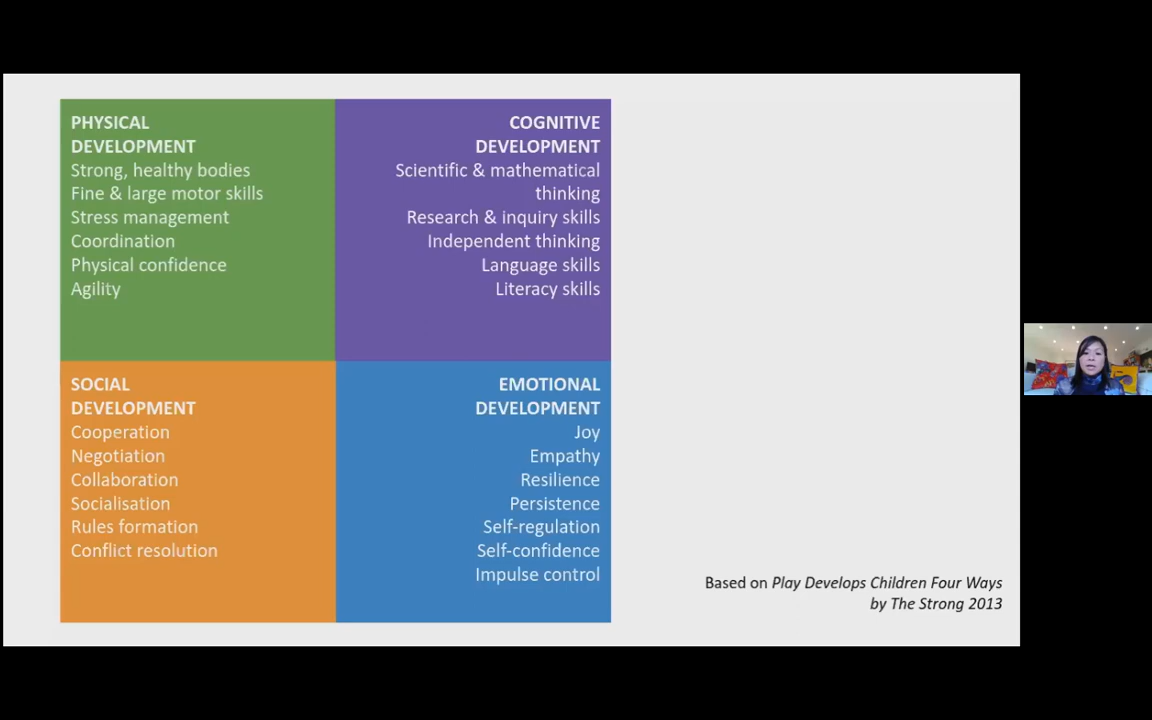 PHYSICAL
DEVELOPMENT
Strong, healthy bodies
Fine & large motor skills
Stress management
Coordination
Physical confidence
Agility
COGNITIVE
DEVELOPMENT
Scientific & mathematical
thinking
Research & inquiry skills
Independent thinking
Language skills
Literacy skills
SOCIAL
DEVELOPMENT
Cooperation
Negotiation
Collaboration
Socialisation
Rules formation
Conflict resolution
EMOTIONAL
DEVELOPMENT
Joy
Empathy
Resilience
Persistence
Self-regulation
Self-confidence
Impulse control
Based on Play Develops Children Four Ways
by The Strong 2013